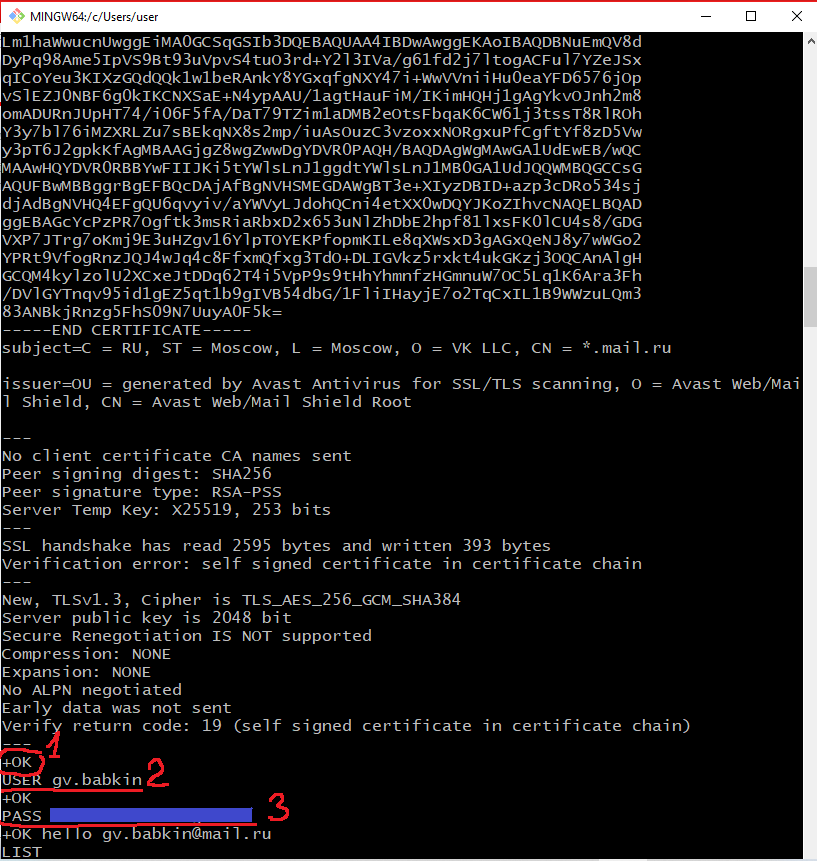 MINGW64:/c/Users/user
Lm1haWwucnUwggEiMA0GCSqGSIb3DQEBAQUAA4IBDwAwggEKAoIBAQDBNuEmQV8d
DyPq98Ame5IpVS9Bt93uVpvS4tuO3rd+Y2l3IVa/g61fd2j7ltogACFul7YZeJSx
qICoYeu3KIXzGQdQQk1w1beRAnkY8YGxqfgNXY47i+WwVVniiHu0eaYFD6576jOp
vSlEZJ0NBF6g0kIKCNXSaE+N4ypAAU/1agtHauFiM/IKimHQHj1gAgYkvOJnh2m8
omADURnJUpHT74/i06F5fA/DaT79TZim1aDMB2eOtsFbqaK6CW61j3tssT8RlROh
Y3y7bl76iMZXRLZu7sBEkqNX8s2mp/iuAsOuzC3vzoxxNORgxuPfCgftYf8zD5Vw
y3pT6J2gpkKfAgMBAAGjgZ8wgZwwDgYDVR0PAQH/BAQDAgWgMAwGA1UdEwEB/wQC
MAAwHQYDVR0RBBYwFIIJKi5tYWlsLnJ1ggdtYWlsLnJ1MB0GA1UdJQQWMBQGCCsG
AQUFBwMBBggrBgEFBQcDAjAfBgNVHSMEGDAWgBT3e+XIyzDBID+azp3cDRo534sj
djAdBgNVHQ4EFgQU6qvyiv/aYWVyLJdohQCni4etXX0wDQYJKoZIhvcNAQELBQAD
ggEBAGcYcPzPR7Ogftk3msRiaRbxD2x653uNlZhDbE2hpf81lxsFK0lCU4s8/GDG
VXP7JTrg7oKmj9E3uHZgv16YlpTOYEKPfopmKILe8qXWsxD3gAGxQeNJ8y7wWGo2
YPRt9VfogRnzJQJ4wJq4c8FfxmQfxg3TdO+DLIGVkz5rxkt4ukGKzj3OQCAnAlgH
GCQM4kylzolU2XCxeJtDDq62T4i5VpP9s9tHhYhmnfzHGmnuW7OC5Lq1K6Ara3Fh
/DVlGYTnqv95id1gEZ5qt1b9gIVB54dbG/1FliIHayjE7o2TqCxIL1B9WWzuLQm3
83ANBkjRnzg5FhSO9N7UuyA0F5k=
-----END CERTIFICATE-----
subject=C = RU, ST = Moscow, L = Moscow, O = VK LLC, CN = *.mail.ru
issuer=OU = generated by Avast Antivirus for SSL/TLS scanning, O = Avast Web/Mai
l Shield, CN = Avast Web/Mail Shield Root
---
No client certificate CA names sent
Peer signing digest: SHA256
Peer signature type: RSA-PSS
Server Temp Key: X25519, 253 bits
---
SSL handshake has read 2595 bytes and written 393 bytes
Verification error: self signed certificate in certificate chain
---
New, TLSv1.3, Cipher is TLS_AES_256_GCM_SHA384
Server public key is 2048 bit
Secure Renegotiation IS NOT supported
Compression: NONE
Expansion: NONE
No ALPN negotiated
Early data was not sent
Verify return code: 19 (self signed certificate in certificate chain)
---
+OK 1
USER gv.babkin 2
+OK
PASS 3
+OK hello gv.babkin@mail.ru
LIST